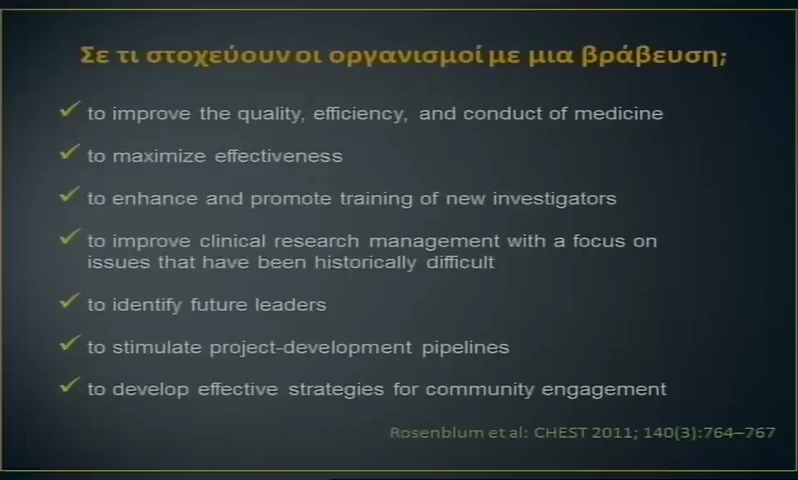 Σε τι στοχεύουν οι οργανισμοί με μια βράβευση;
to improve the quality, efficiency, and conduct of medicine
to maximize effectiveness
to enhance and promote training of new investigators
to improve clinical research management with a focus on
issues that have been historically difficult
to identify future leaders
to stimulate project-development pipelines
to develop effective strategies for community engagement
Rosenblum et al: CHEST 2011; 140(3):764–767